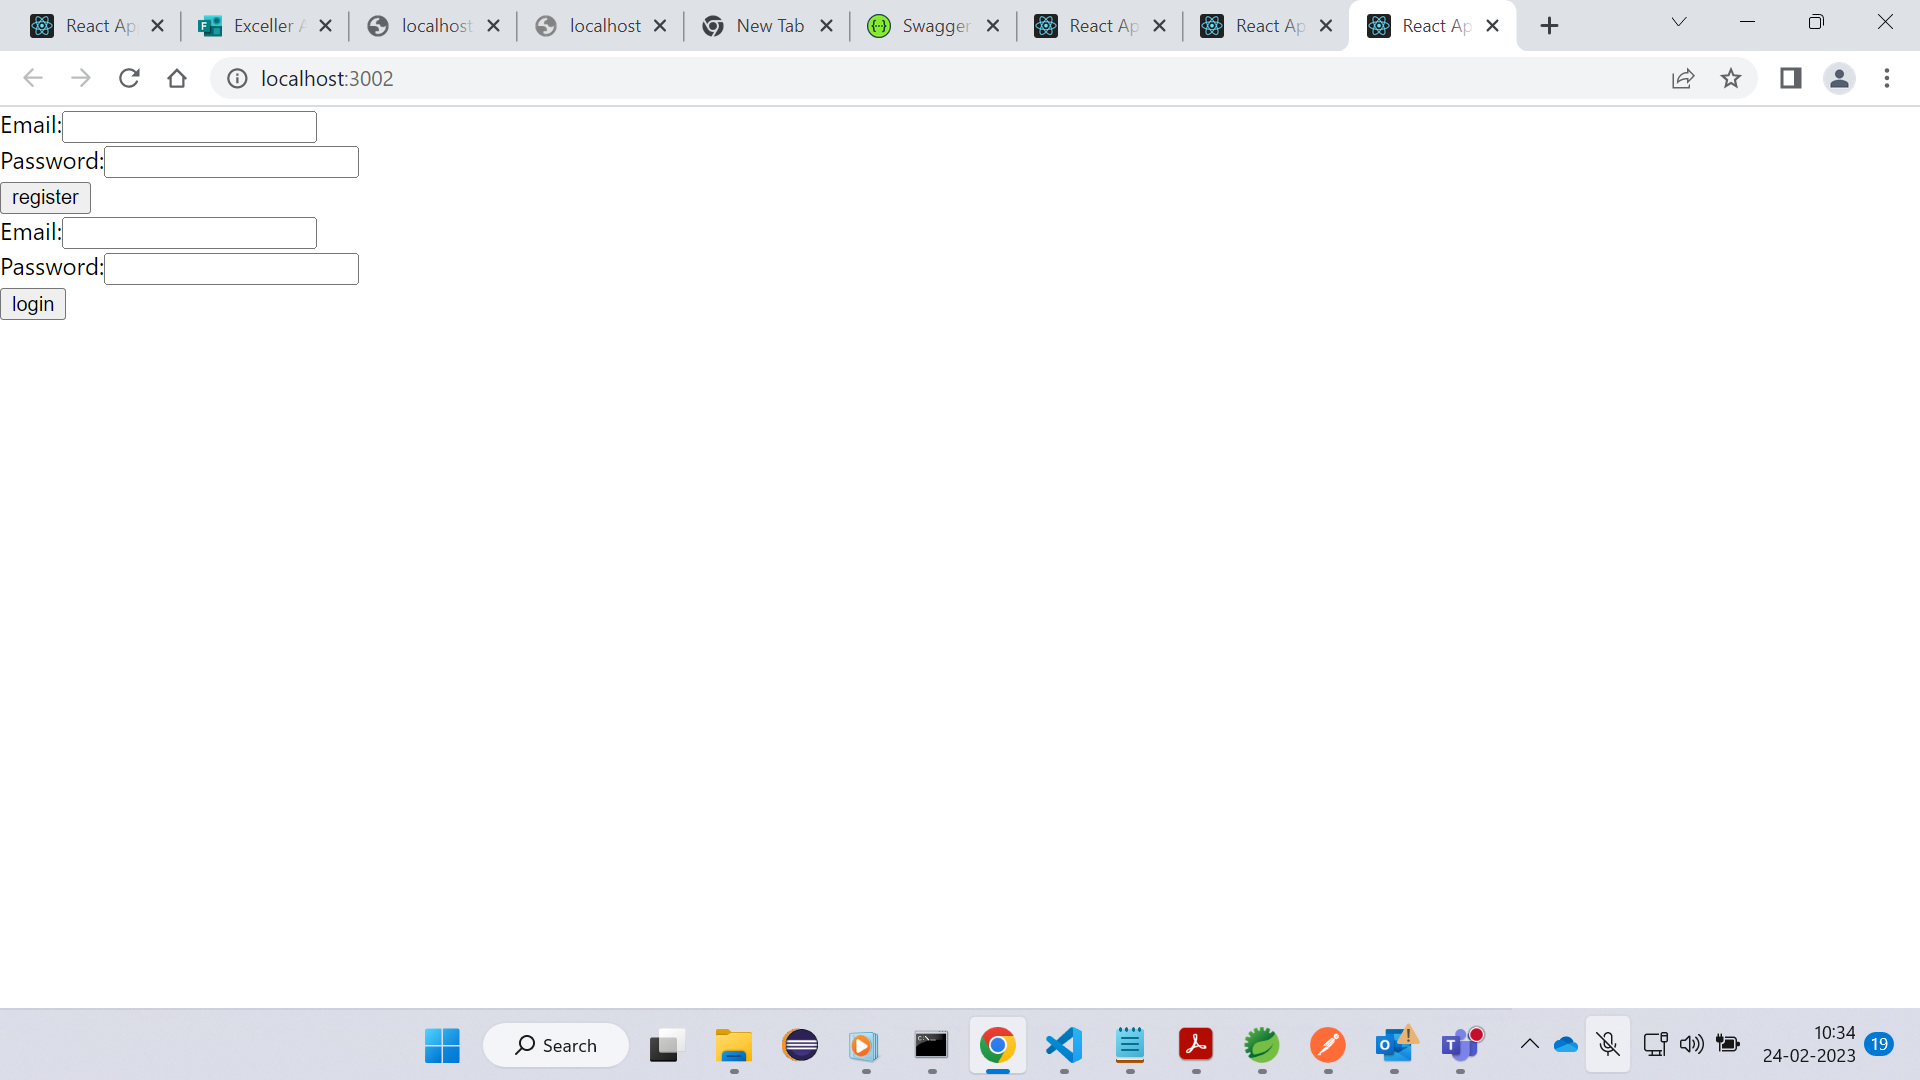 React Ap
Exceller A
localhost
localhost
New Tab
Swagger
React Ap
React Ap
React Ap
localhost:3002
Email:
Password:
register
Email:
Password:
login
Search
10:34
24-02-2023
19